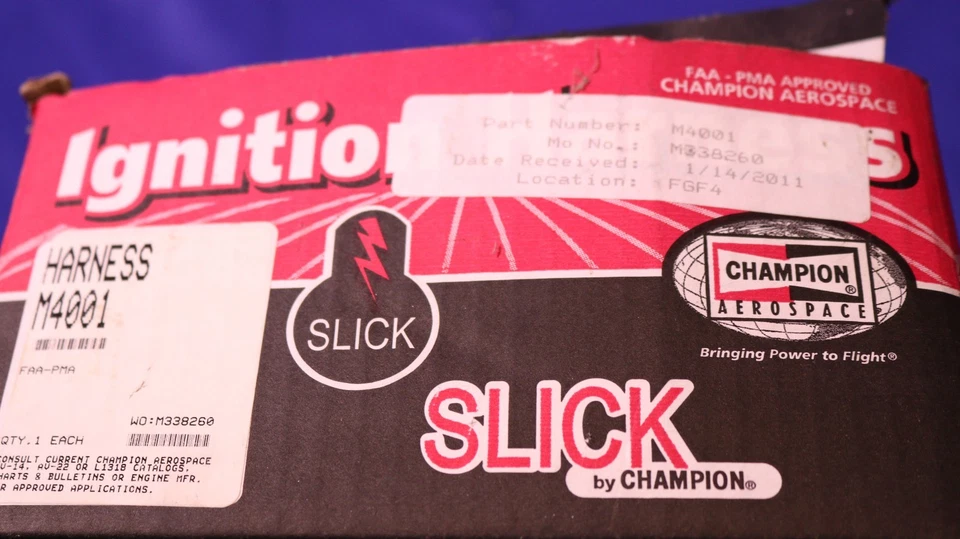 FAA - PMA APPROVED
CHAMPION AEROSPACE
Ignitio
s
Part Number: M4001
Mo No.: M338260
Date Received: 1/14/2011
Location: FGF4
HARNESS
M4001
FAA-PMA
WO:M338260
QTY.1 EACH
CONSULT CURRENT CHAMPION AEROSPACE
AV-14, AV-22 OR L1318 CATALOGS,
CHARTS & BULLETINS OR ENGINE MFR.
OR APPROVED APPLICATIONS.
SLICK
CHAMPION®
AEROSPACE
Bringing Power to Flight®
SLICK
by CHAMPION®